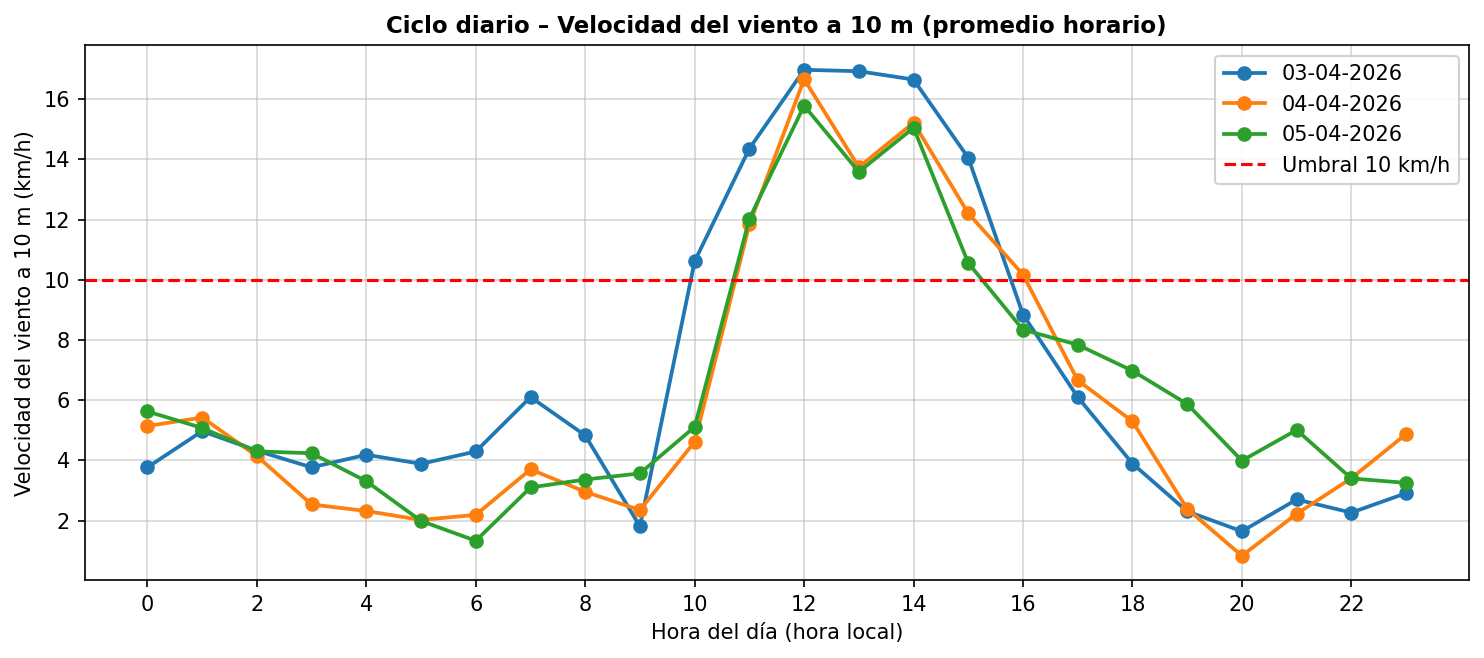 Ciclo diario – Velocidad del viento a 10 m (promedio horario)
Velocidad del viento a 10 m (km/h)
16
14
12
10
8
6
4
2
03-04-2026
04-04-2026
05-04-2026
Umbral 10 km/h
0 2 4 6 8 10 12 14 16 18 20 22
Hora del día (hora local)